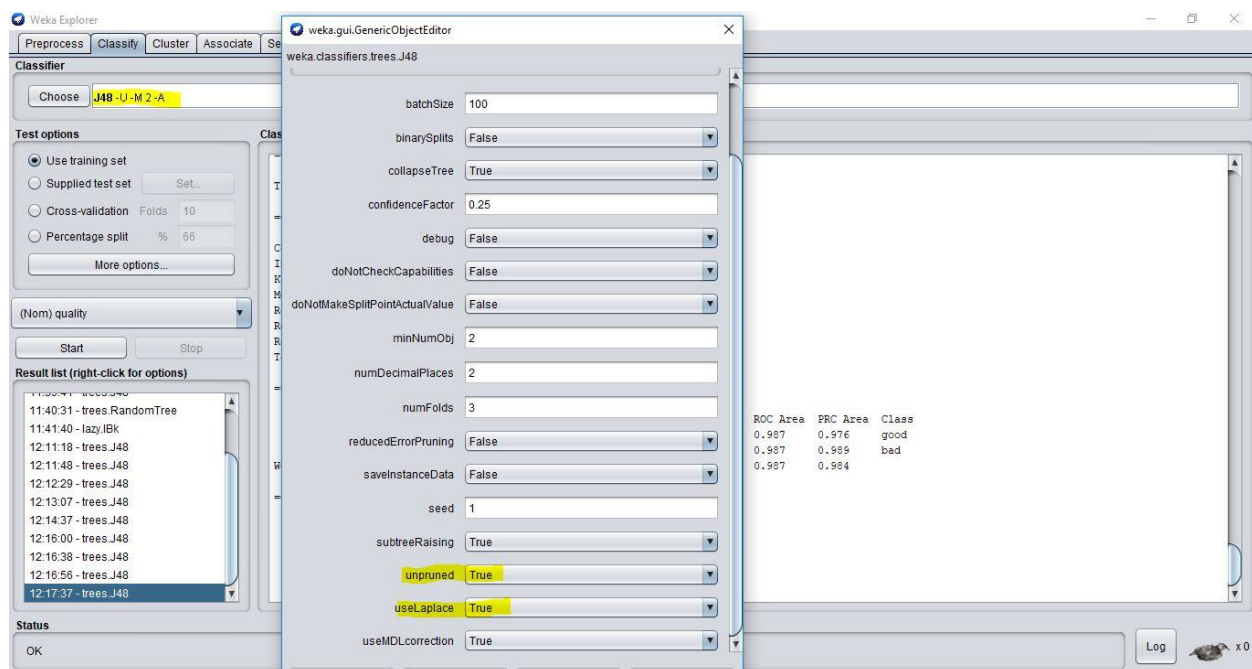 Weka Explorer
Preprocess Classify Cluster Associate Se
Classifier
Choose J48 -U -M 2 -A
Test options
Use training set
Supplied test set Set...
Cross-validation Folds 10
Percentage split % 66
More options...
(Nom) quality
Start Stop
Result list (right-click for options)
11:40:31 - trees.RandomTree
11:41:40 - lazy.IBk
12:11:18 - trees.J48
12:11:48 - trees.J48
12:12:29 - trees.J48
12:13:07 - trees.J48
12:14:37 - trees.J48
12:16:00 - trees.J48
12:16:38 - trees.J48
12:16:56 - trees.J48
12:17:37 - trees.J48
Clas
weka.gui.GenericObjectEditor
weka.classifiers.trees.J48
batchSize 100
binarySplits False
collapseTree True
confidenceFactor 0.25
debug False
doNotCheckCapabilities False
doNotMakeSplitPointActualValue False
minNumObj 2
numDecimalPlaces 2
numFolds 3
reducedErrorPruning False
saveInstanceData False
seed 1
subtreeRaising True
unpruned True
useLaplace True
useMDLcorrection True
ROC Area PRC Area Class
0.987 0.976 good
0.987 0.989 bad
0.987 0.984
Status
OK
Log x 0